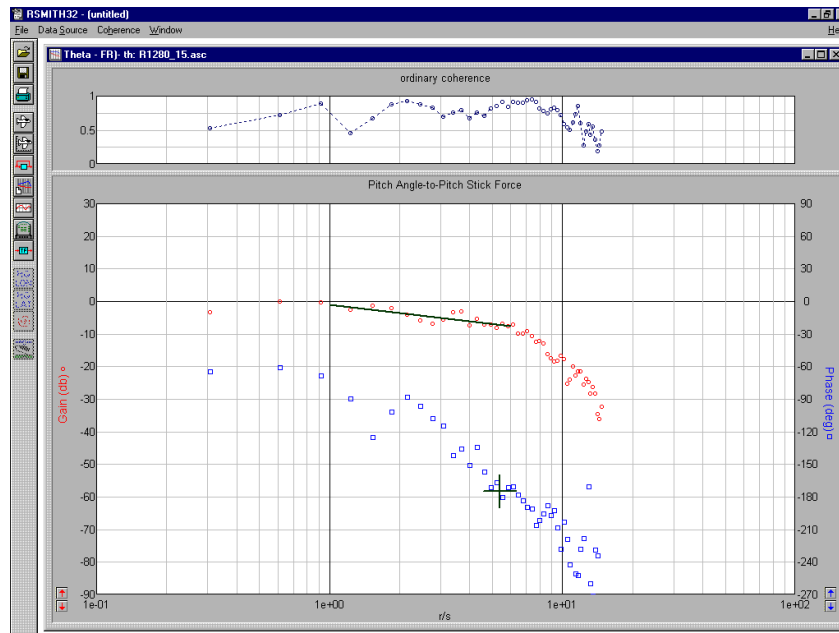 RSMITH32 - (untitled)
File Data Source Coherence Window He
Theta - FR)- th: R1280_15.asc
ordinary coherence
1
0.5
0
Pitch Angle-to-Pitch Stick Force
30 90
20 60
10 30
0 0
-10 -30
-20 -60
-30 -90
-40 -120
-50 -150
-60 -180
-70 -210
-80 -240
-90 -270
Gain (db)
Phase (deg)
1e-01 1e+00 1e+01 1e+02
r/s